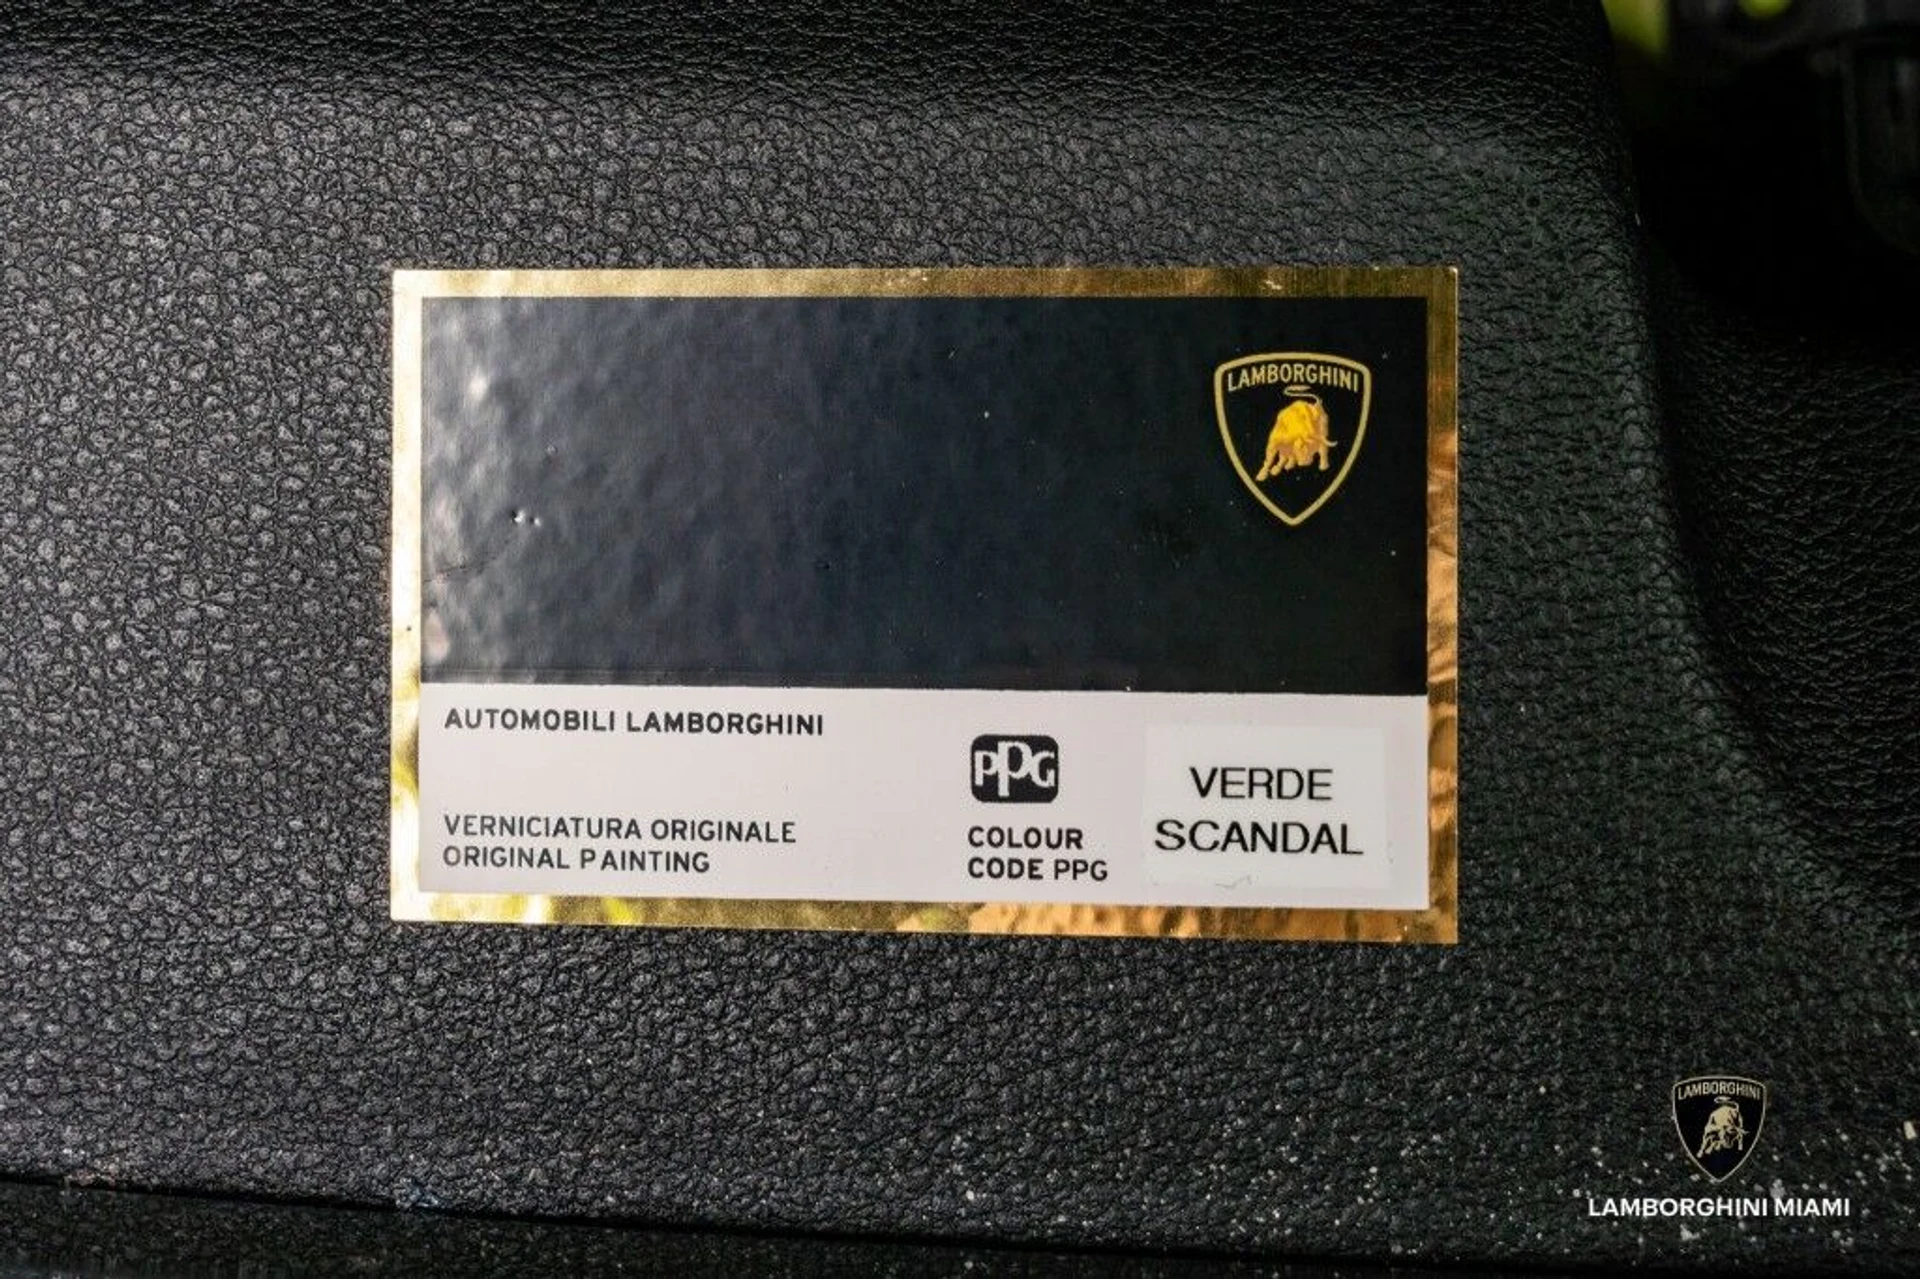 LAMBORGHINI
AUTOMOBILI LAMBORGHINI
VERNICIATURA ORIGINALE
ORIGINAL PAINTING
PPG
COLOUR
CODE PPG
VERDE
SCANDAL
LAMBORGHINI
LAMBORGHINI MIAMI